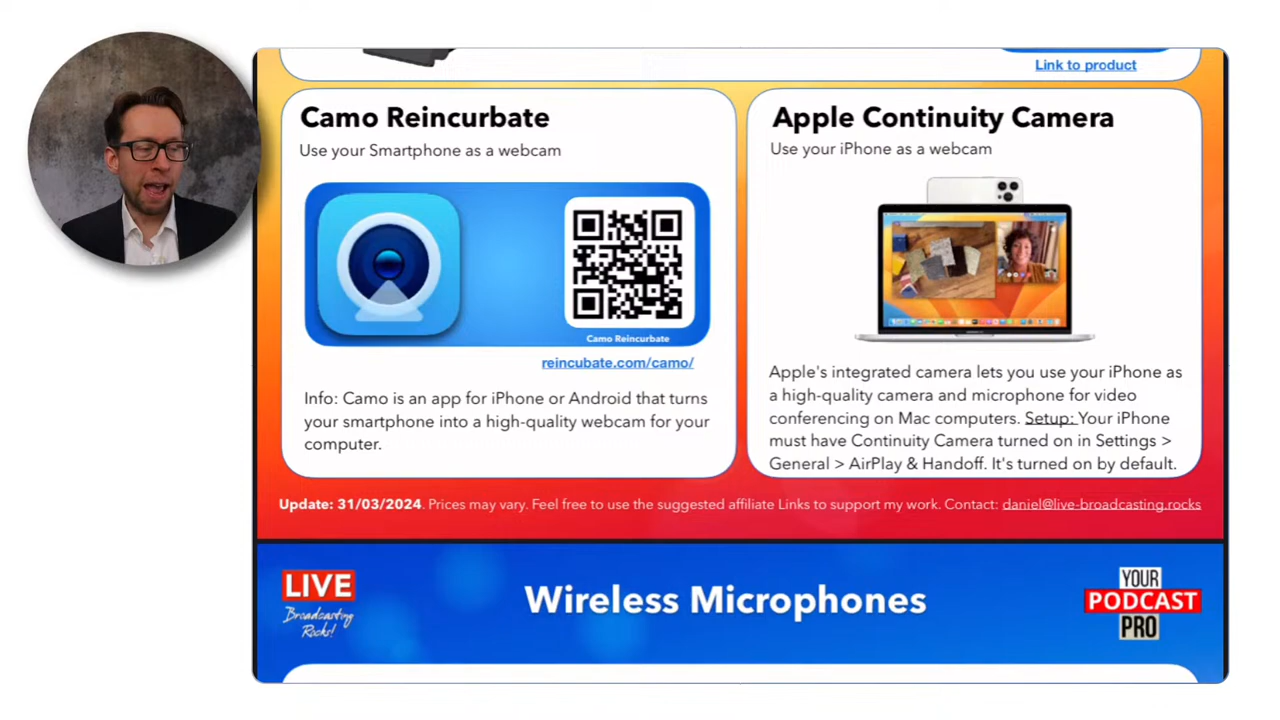 Link to product
Camo Reincurbate
Use your Smartphone as a webcam
Camo Reincurbate
reincubate.com/camo/
Info: Camo is an app for iPhone or Android that turns
your smartphone into a high-quality webcam for your
computer.
Apple Continuity Camera
Use your iPhone as a webcam
Apple's integrated camera lets you use your iPhone as
a high-quality camera and microphone for video
conferencing on Mac computers. Setup: Your iPhone
must have Continuity Camera turned on in Settings >
General > AirPlay & Handoff. It's turned on by default.
Update: 31/03/2024. Prices may vary. Feel free to use the suggested affiliate Links to support my work. Contact: daniel@live-broadcasting.rocks
LIVE
Broadcasting
Rocks!
Wireless Microphones
YOUR
PODCAST
PRO